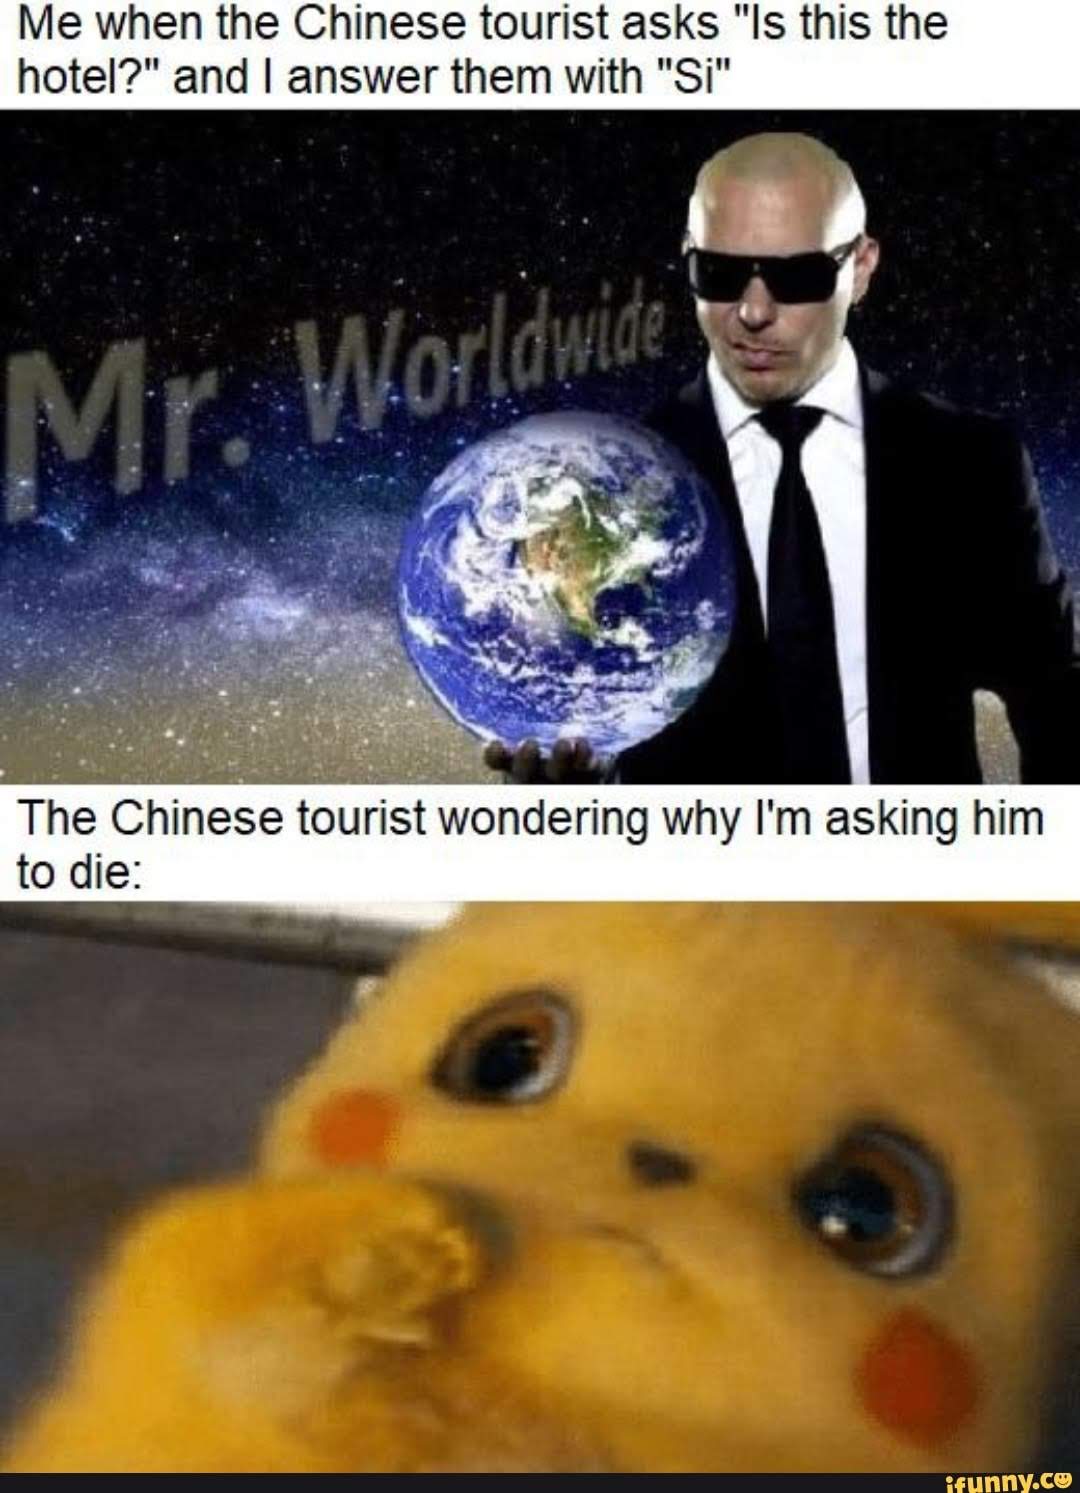 Me when the Chinese tourist asks "Is this the
hotel?" and I answer them with "Si"
Mr. Worldwide
The Chinese tourist wondering why I'm asking him
to die:
ifunny.co